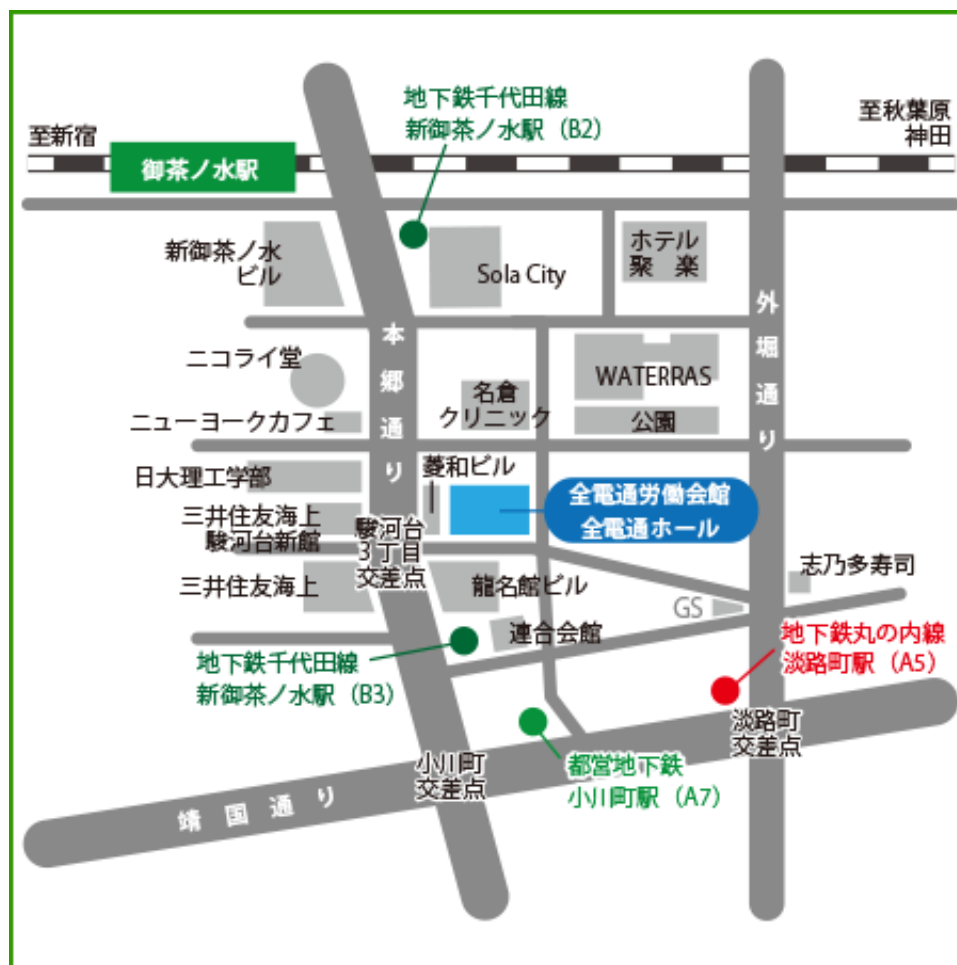 地下鉄千代田線
新御茶ノ水駅（B2）
至秋葉原
神田
至新宿
御茶ノ水駅
新御茶ノ水
ビル
Sola City
ホテル
聚　楽
外堀通り
本郷通り
ニコライ堂
WATERRAS
名倉
クリニック
公園
ニューヨークカフェ
日大理工学部
菱和ビル
全電通労働会館
全電通ホール
三井住友海上
駿河台新館
駿河台
3丁目
交差点
三井住友海上
龍名館ビル
志乃多寿司
GS
連合会館
地下鉄丸の内線
淡路町駅（A5）
地下鉄千代田線
新御茶ノ水駅（B3）
淡路町
交差点
小川町
交差点
都営地下鉄
小川町駅（A7）
靖国通り